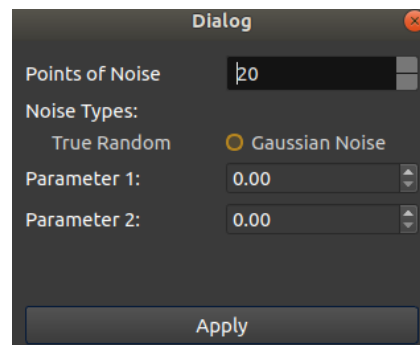 Dialog
Points of Noise 20
Noise Types:
True Random Gaussian Noise
Parameter 1: 0.00
Parameter 2: 0.00
Apply